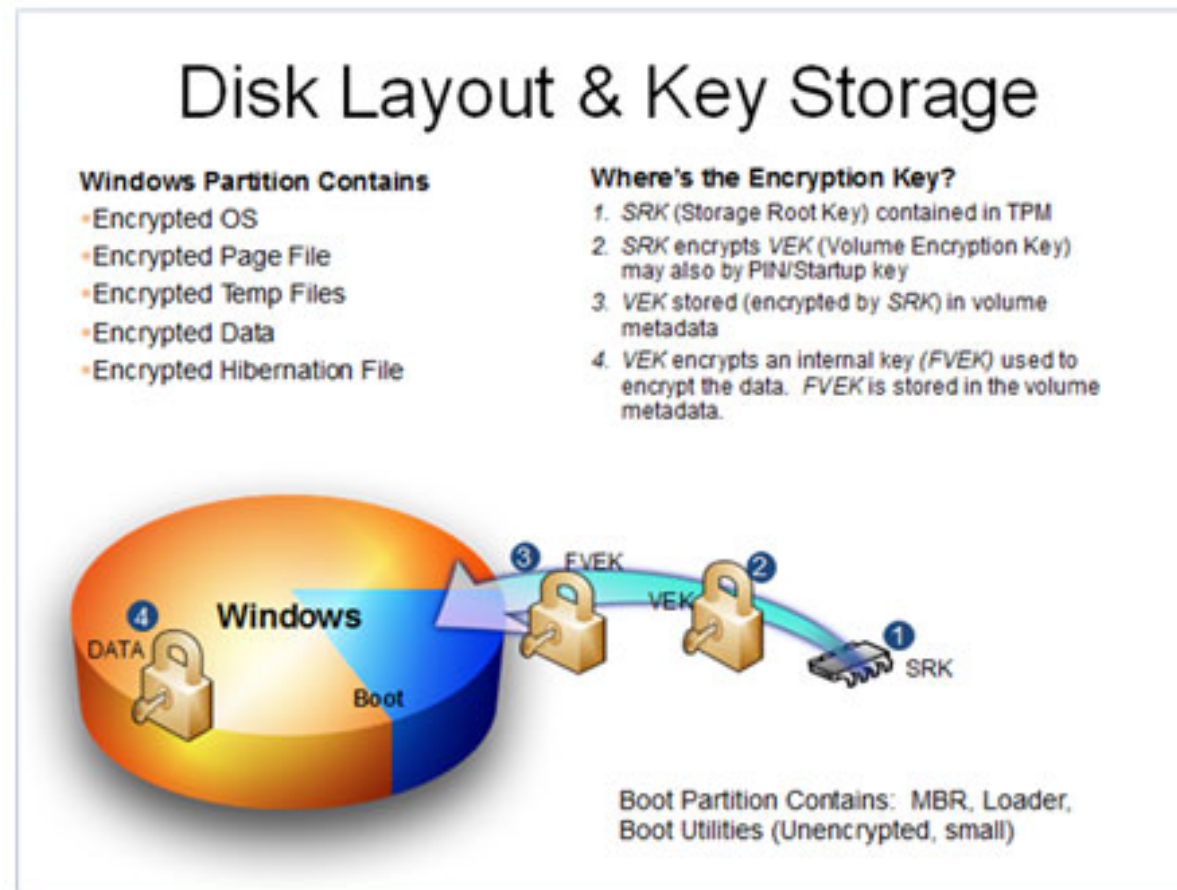 Disk Layout & Key Storage
Windows Partition Contains
•Encrypted OS
•Encrypted Page File
•Encrypted Temp Files
•Encrypted Data
•Encrypted Hibernation File
Where's the Encryption Key?
1. SRK (Storage Root Key) contained in TPM
2. SRK encrypts VEK (Volume Encryption Key)
may also by PIN/Startup key
3. VEK stored (encrypted by SRK) in volume
metadata
4. VEK encrypts an internal key (FVEK) used to
encrypt the data. FVEK is stored in the volume
metadata.
3
FVEK
2
VEK
1
SRK
4
DATA
Windows
Boot
Boot Partition Contains: MBR, Loader,
Boot Utilities (Unencrypted, small)